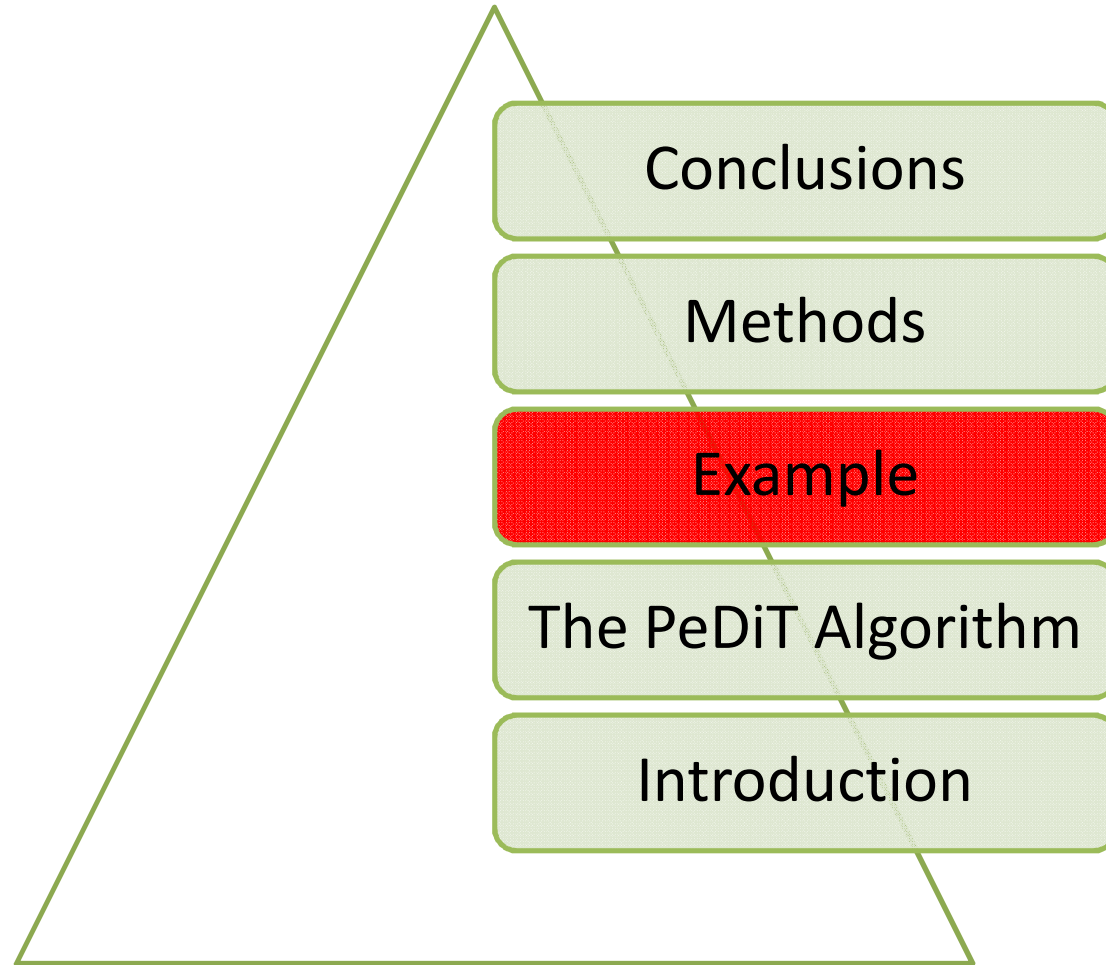 Conclusions
Methods
Example
The PeDiT Algorithm
Introduction